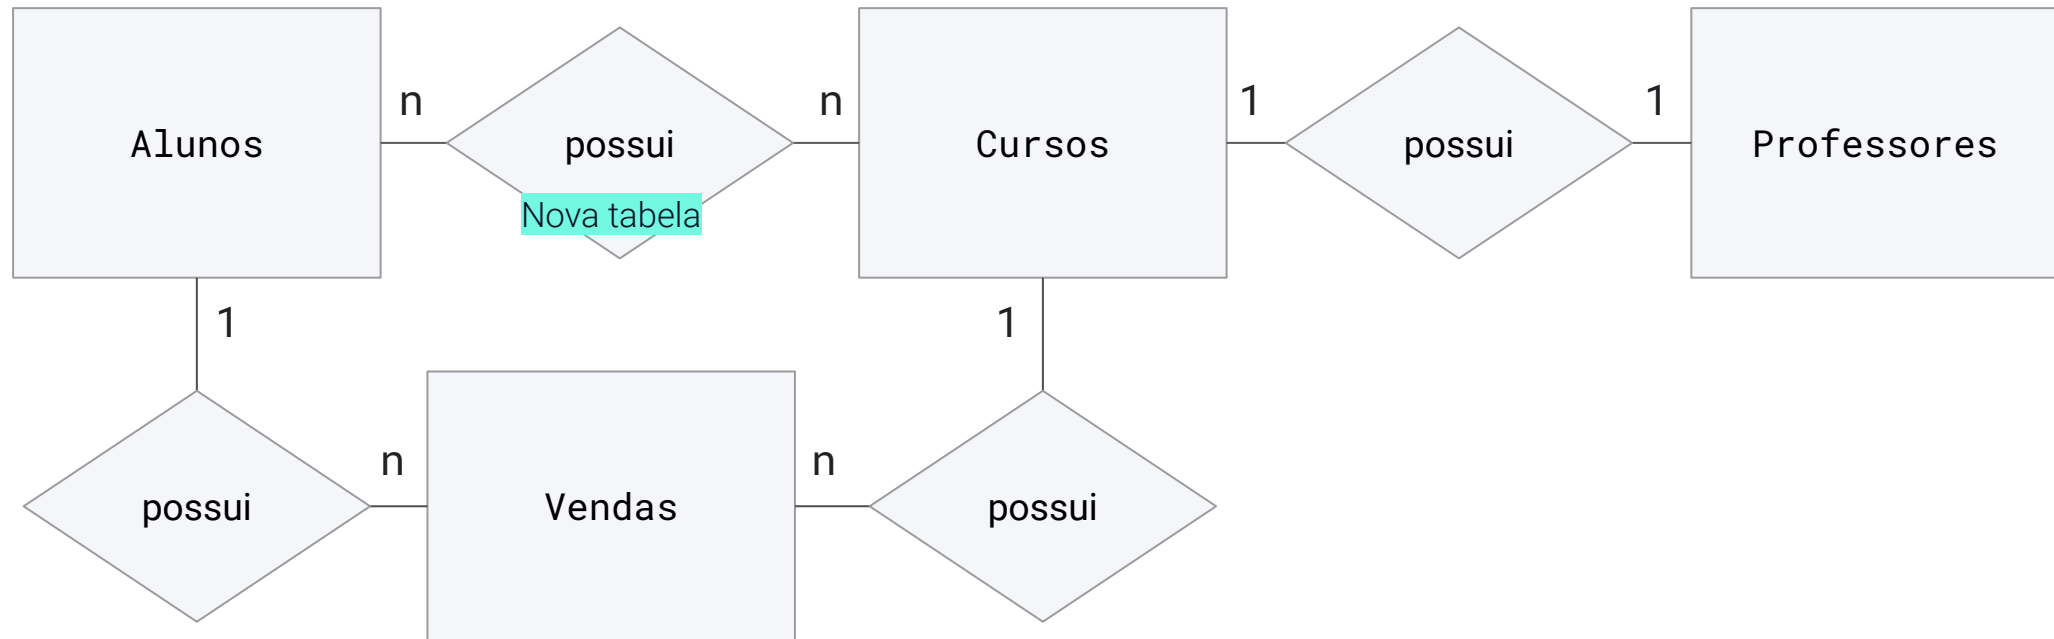 n
n
1
1
Alunos
possui
Cursos
possui
Professores
Nova tabela
1
1
n
n
possui
Vendas
possui